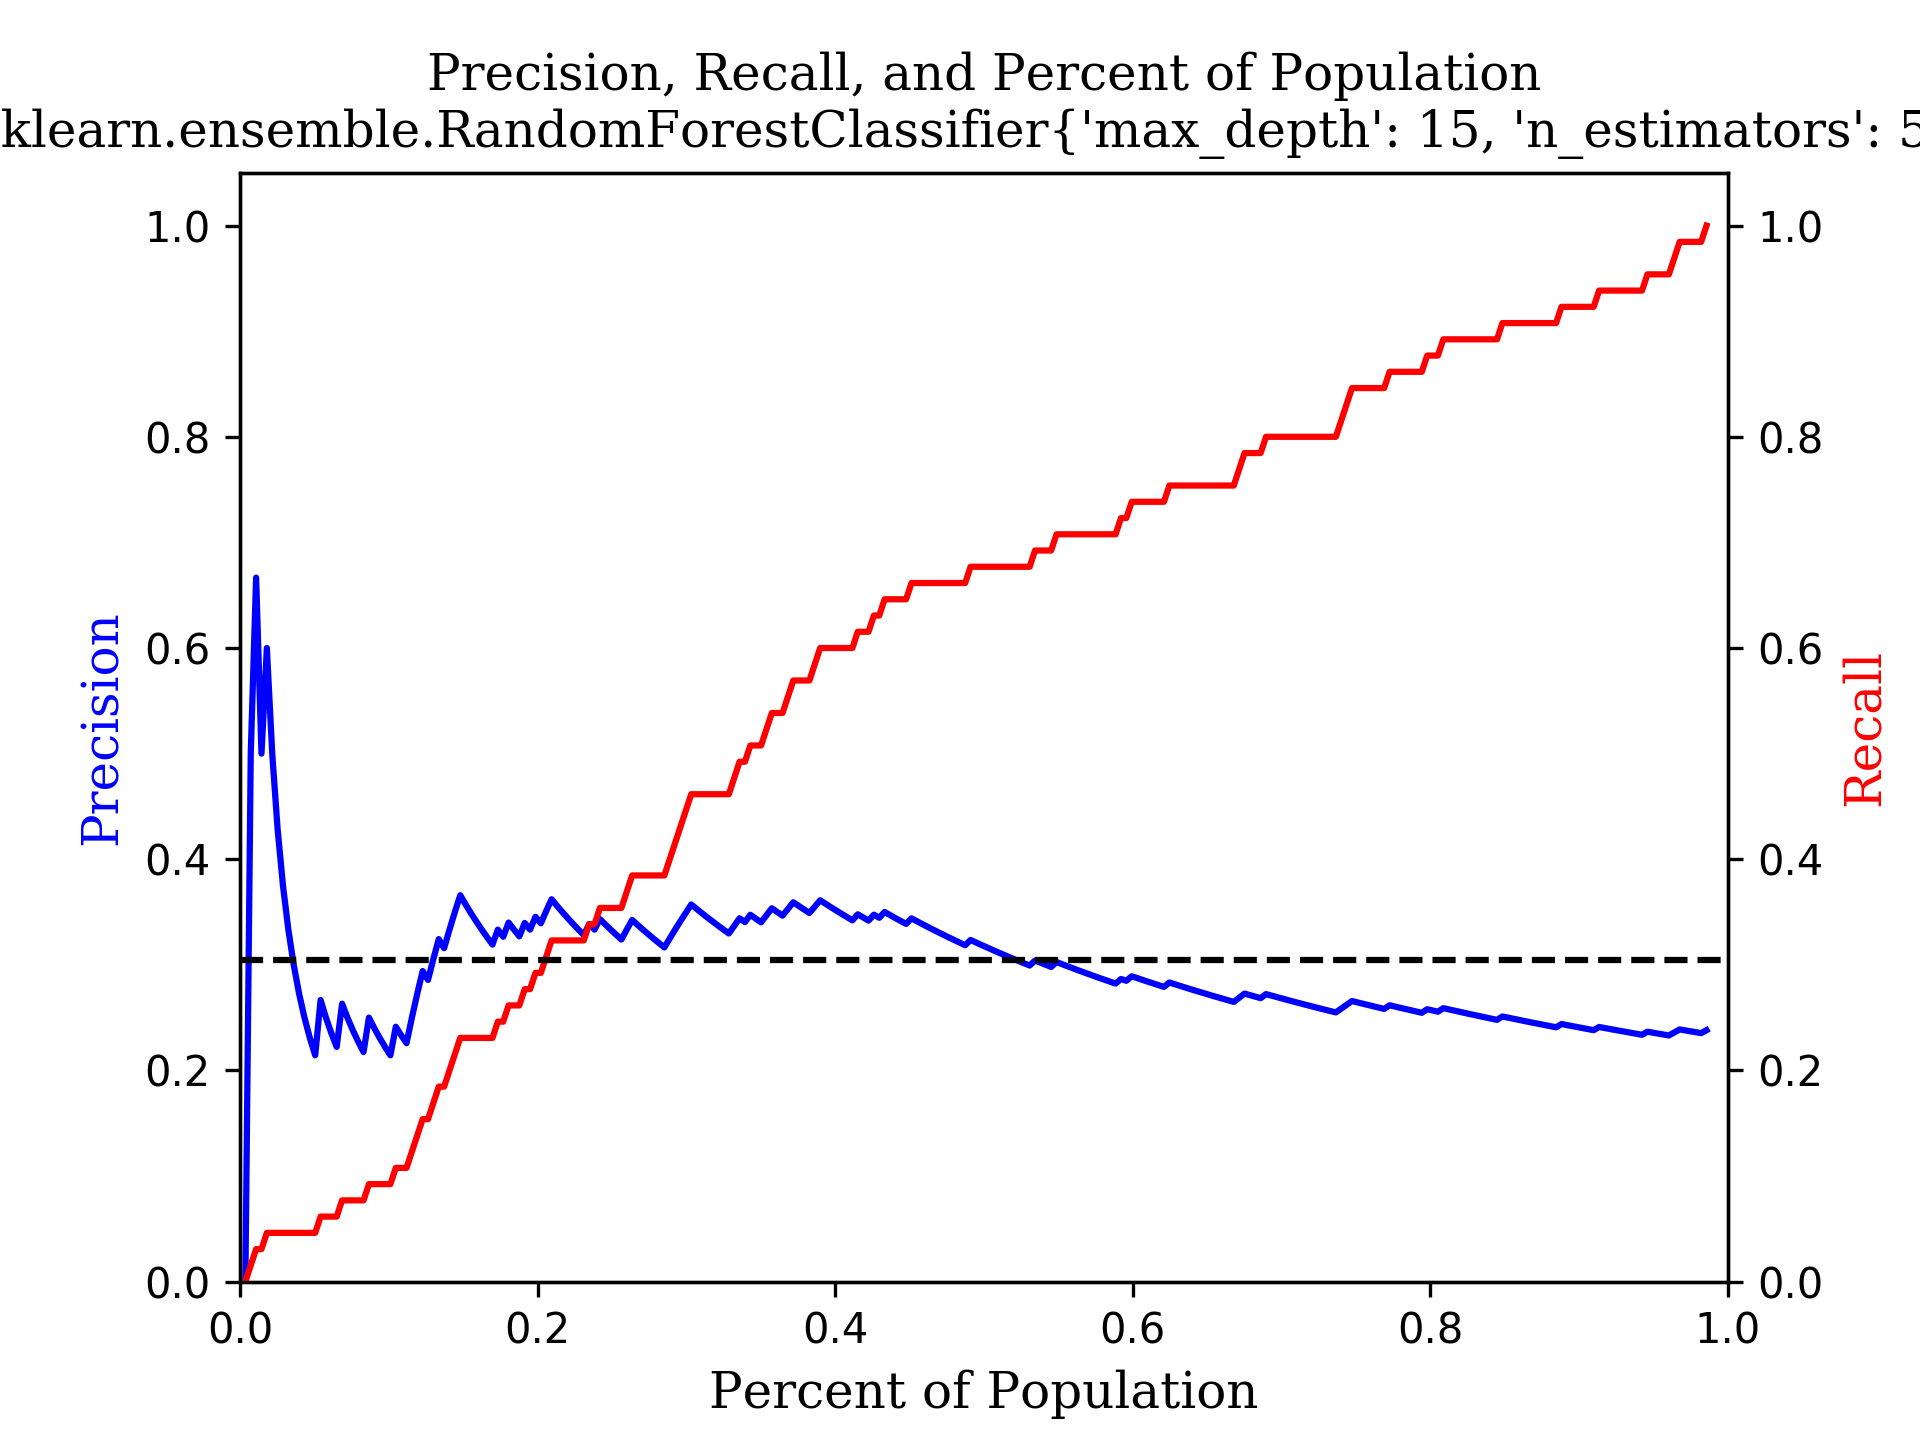 Precision, Recall, and Percent of Population
klearn.ensemble.RandomForestClassifier{'max_depth': 15, 'n_estimators': 5
1.0
0.8
0.6
0.4
0.2
0.0
Precision
1.0
0.8
0.6
0.4
0.2
0.0
Recall
0.0 0.2 0.4 0.6 0.8 1.0
Percent of Population